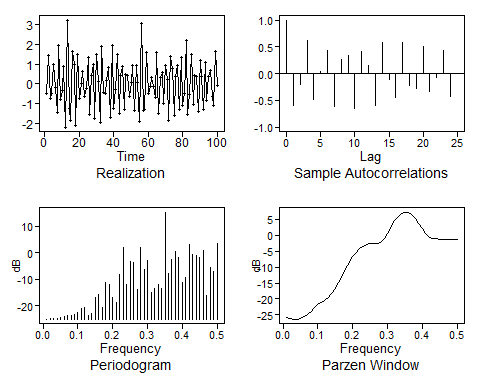 3
2
1
0
-1
-2
0 20 40 60 80 100
Time
Realization
1.0
0.5
0.0
-0.5
-1.0
0 5 10 15 20 25
Lag
Sample Autocorrelations
dB
10
0
-10
-20
0.0 0.1 0.2 0.3 0.4 0.5
Frequency
Periodogram
dB
5
0
-5
-10
-15
-20
-25
0.0 0.1 0.2 0.3 0.4 0.5
Frequency
Parzen Window